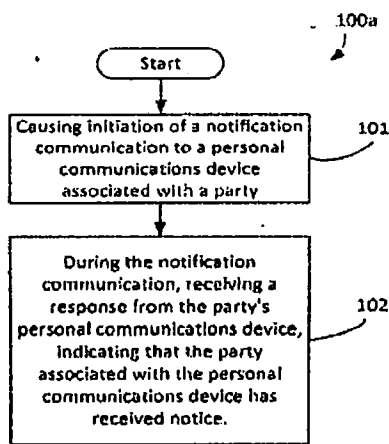 100a
Start
Causing initiation of a notification
communication to a personal
communications device
associated with a party
101
During the notification
communication, receiving a
response from the party's
personal communications device,
indicating that the party
associated with the personal
communications device has
received notice.
102